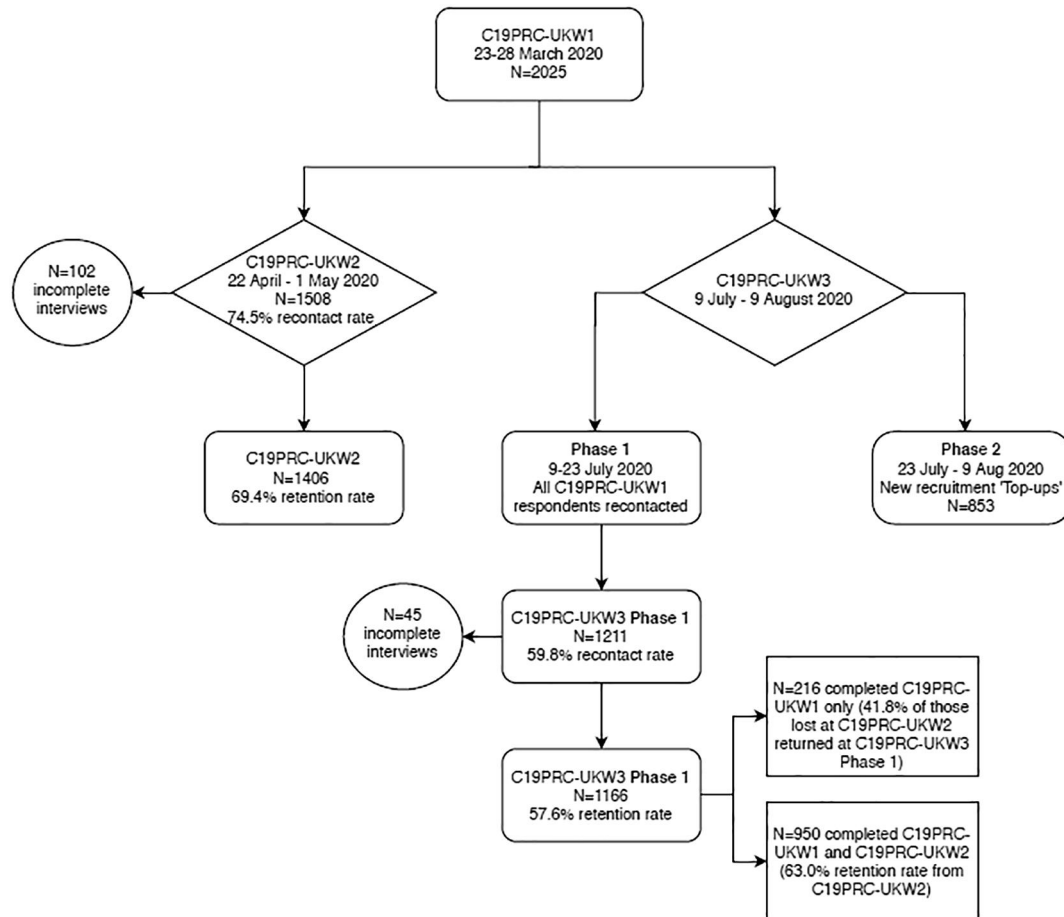 C19PRC-UKW1
23-28 March 2020
N=2025
N=102
incomplete
interviews
C19PRC-UKW2
22 April - 1 May 2020
N=1508
74.5% recontact rate
C19PRC-UKW3
9 July - 9 August 2020
C19PRC-UKW2
N=1406
69.4% retention rate
Phase 1
9-23 July 2020
All C19PRC-UKW1
respondents recontacted
Phase 2
23 July - 9 Aug 2020
New recruitment 'Top-ups'
N=853
N=45
incomplete
interviews
C19PRC-UKW3 Phase 1
N=1211
59.8% recontact rate
C19PRC-UKW3 Phase 1
N=1166
57.6% retention rate
N=216 completed C19PRC-
UKW1 only (41.8% of those
lost at C19PRC-UKW2
returned at C19PRC-UKW3
Phase 1)
N=950 completed C19PRC-
UKW1 and C19PRC-UKW2
(63.0% retention rate from
C19PRC-UKW2)